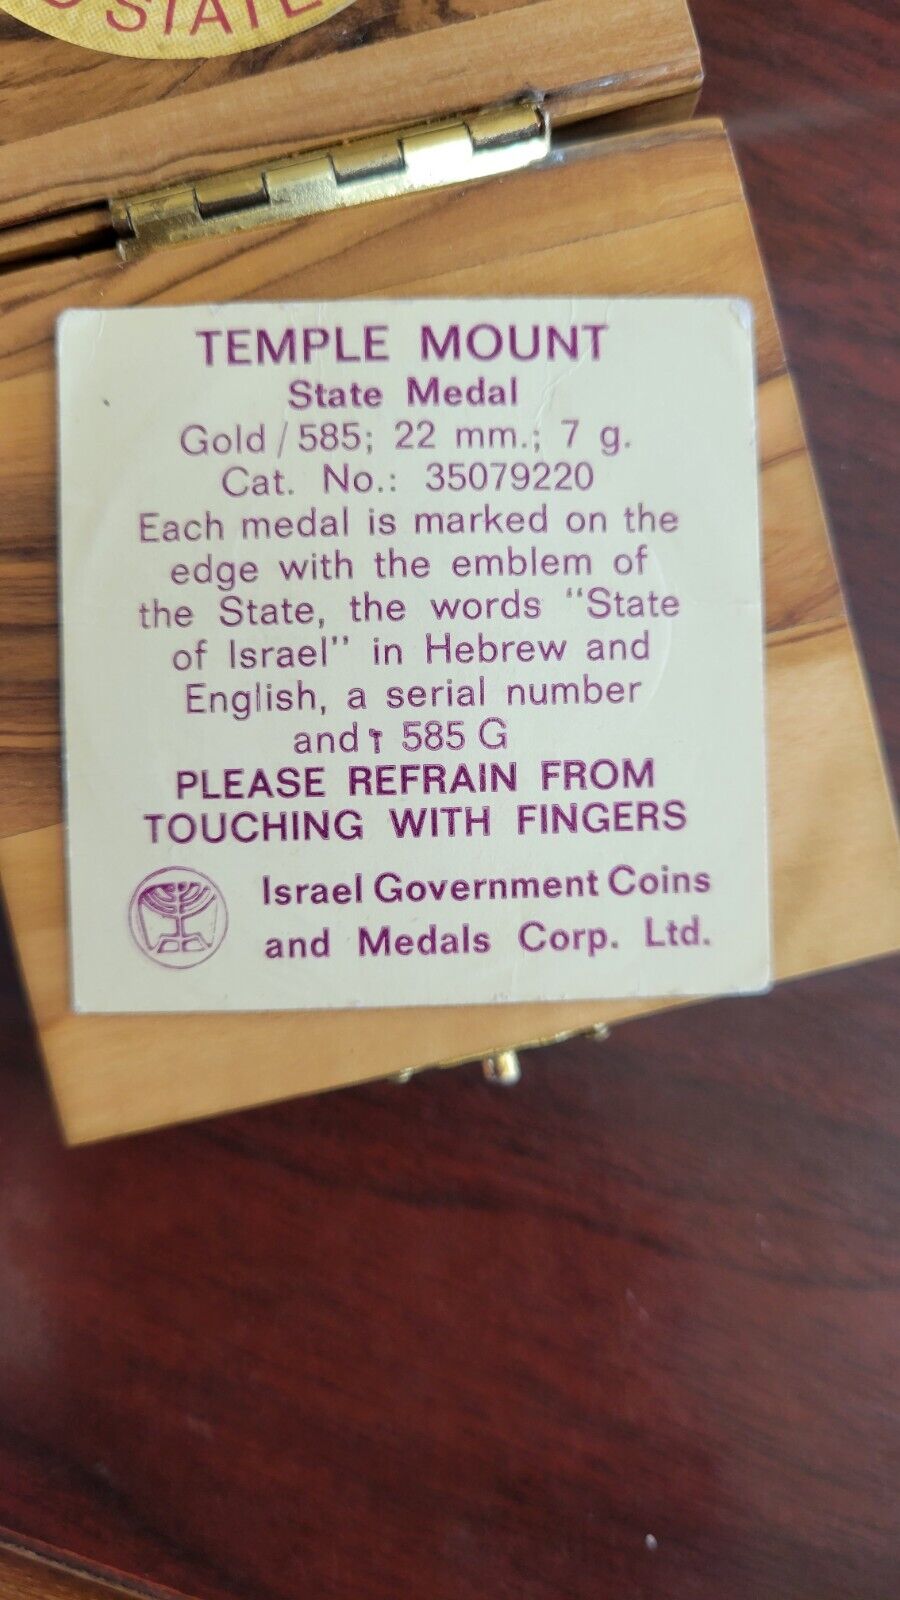 STATE
TEMPLE MOUNT
State Medal
Gold / 585; 22 mm.; 7 g.
Cat. No.: 35079220
Each medal is marked on the
edge with the emblem of
the State, the words "State
of Israel" in Hebrew and
English, a serial number
and 585 G
PLEASE REFRAIN FROM
TOUCHING WITH FINGERS
Israel Government Coins
and Medals Corp. Ltd.